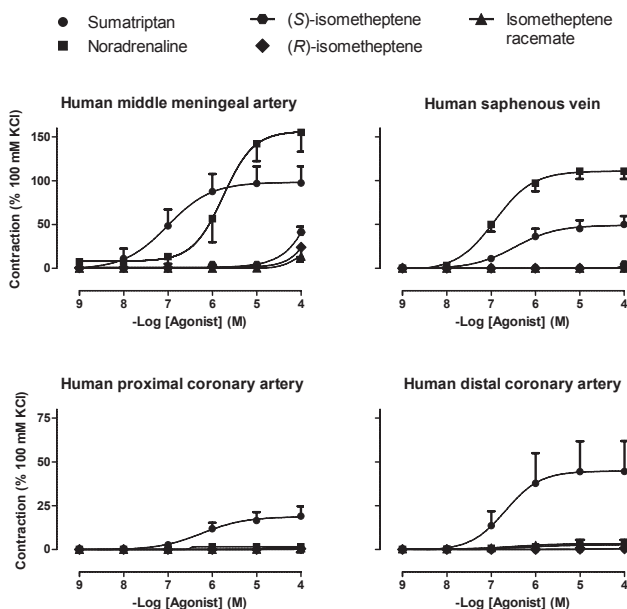 Sumatriptan
Noradrenaline
(S)-isometheptene
(R)-isometheptene
Isometheptene
racemate
Human middle meningeal artery
Contraction (% 100 mM KCl)
150
100
50
0
9 8 7 6 5 4
-Log [Agonist] (M)
Human saphenous vein
9 8 7 6 5 4
-Log [Agonist] (M)
Human proximal coronary artery
Contraction (% 100 mM KCl)
75
50
25
0
9 8 7 6 5 4
-Log [Agonist] (M)
Human distal coronary artery
9 8 7 6 5 4
-Log [Agonist] (M)